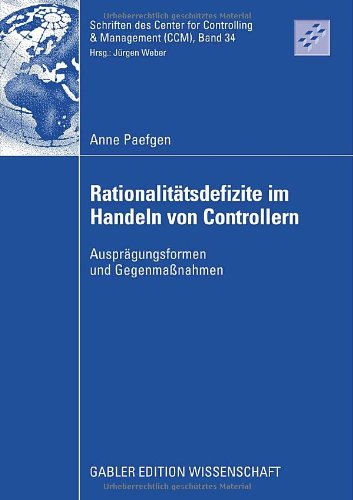 Urheberrechtlich geschütztes Material
Schriften des Center for Controlling
& Management (CCM), Band 34
Hrsg.: Jürgen Weber
Anne Paefgen
Rationalitätsdefizite im
Handeln von Controllern
Ausprägungsformen
und Gegenmaßnahmen
GABLER EDITION WISSENSCHAFT
Urheberrechtlich geschütztes Material